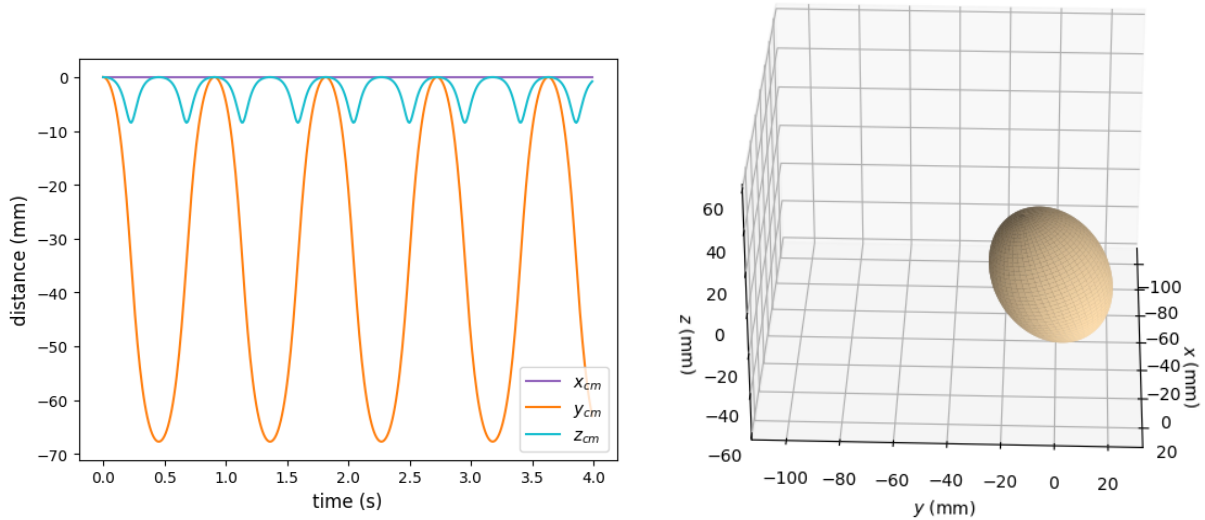 0
−10
−20
−30
−40
−50
−60
−70
distance (mm)
0.0 0.5 1.0 1.5 2.0 2.5 3.0 3.5 4.0
time (s)
x_cm
y_cm
z_cm
60
40
20
0
−20
−40
−60
z (mm)
−100 −80 −60 −40 −20 0 20
y (mm)
−100
−80
−60
−40
−20
0
20
x (mm)